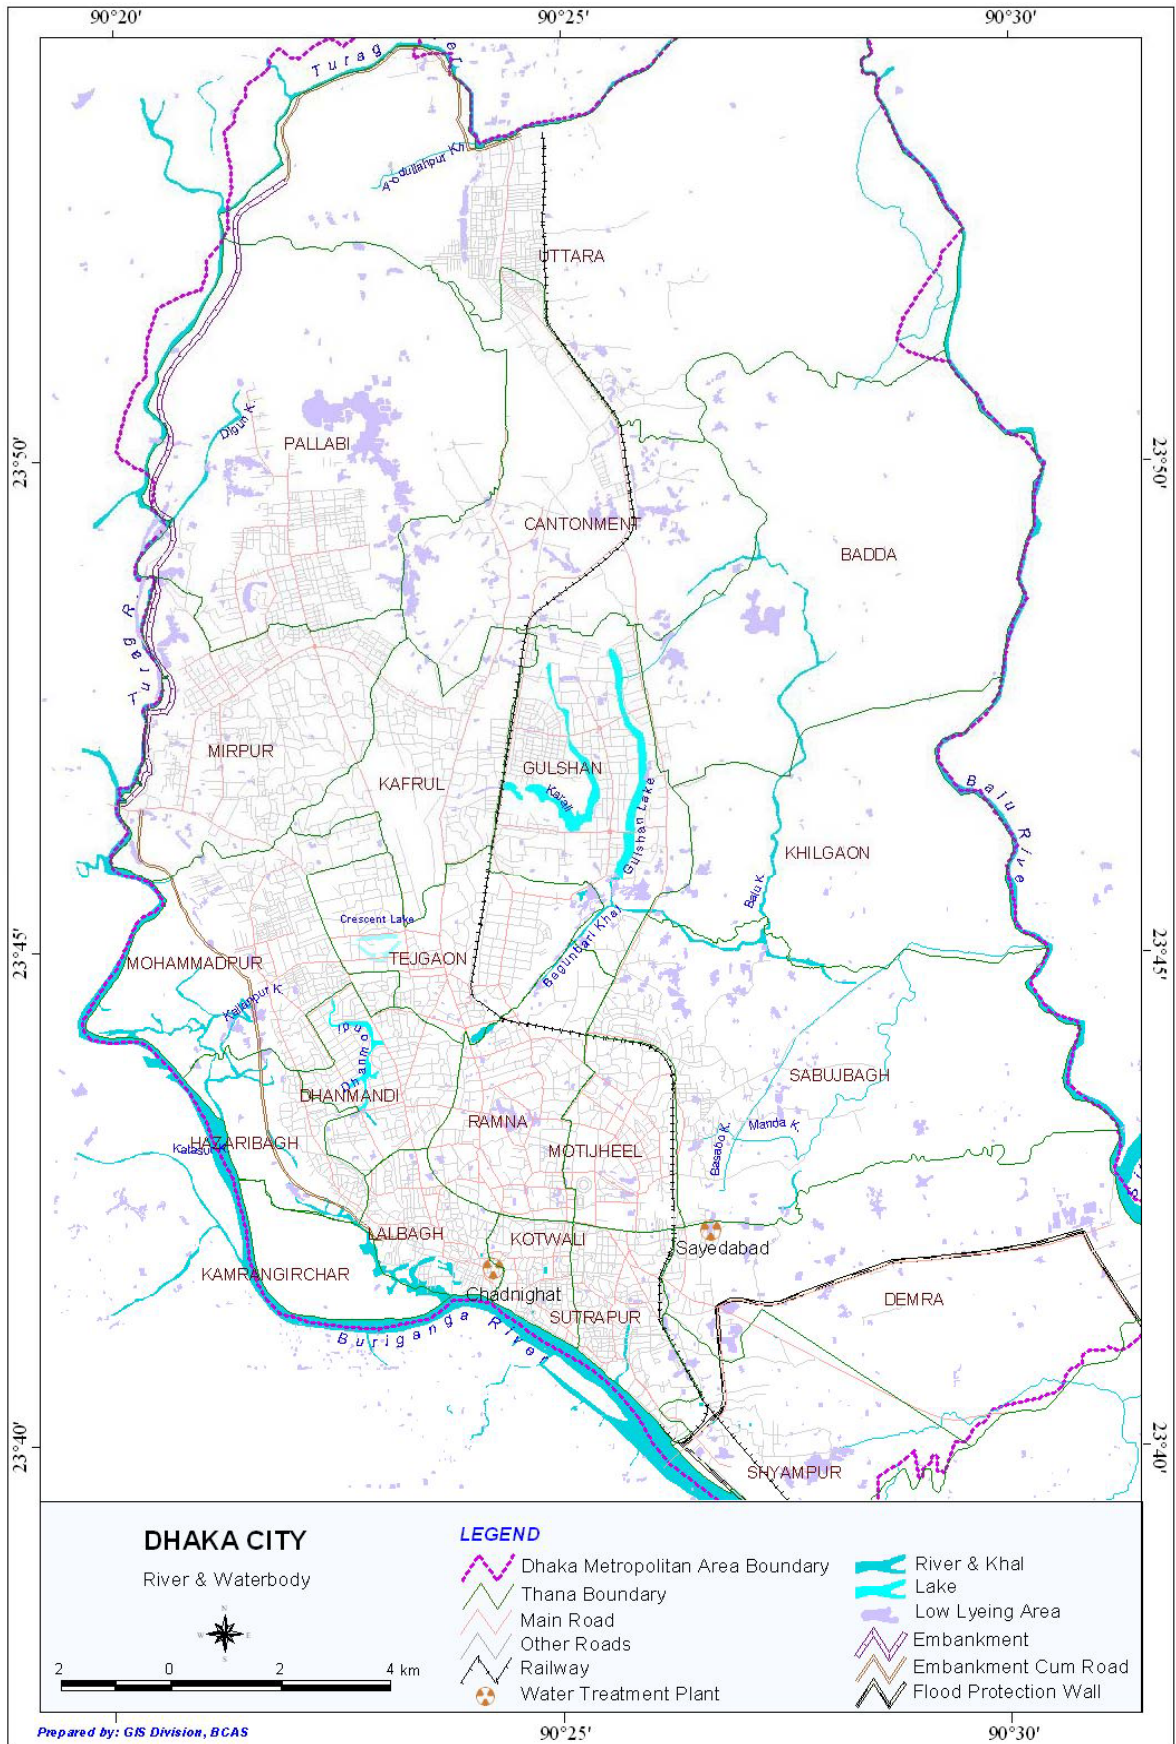 90°20' 90°25' 90°30'
Turag
Abdullahpur Kh
UTTARA
Digun K.
PALLABI
23°50' 23°50'
CANTONMENT
BADDA
Turag R.
MIRPUR
KAFRUL
GULSHAN
Karail
Gulshan Lake
Balu River
KHILGAON
Balu K.
Crescent Lake
Begunbari Khal
23°45' 23°45'
MOHAMMADPUR
TEJGAON
Kallanpur K.
Dhanmondi
SABUJBAGH
DHANMANDI
RAMNA
Manda K.
Basabo K.
HAZARIBAGH
MOTIJHEEL
LALBAGH
KOTWALI
Sayedabad
KAMRANGIRCHAR
Chadnighat
DEMRA
SUTRAPUR
Buriganga River
23°40' 23°40'
SHYAMPUR
DHAKA CITY
River & Waterbody
N
W E
S
2 0 2 4 km
LEGEND
Dhaka Metropolitan Area Boundary
Thana Boundary
Main Road
Other Roads
Railway
Water Treatment Plant
River & Khal
Lake
Low Lyeing Area
Embankment
Embankment Cum Road
Flood Protection Wall
Prepared by: GIS Division, BCAS
90°25' 90°30'